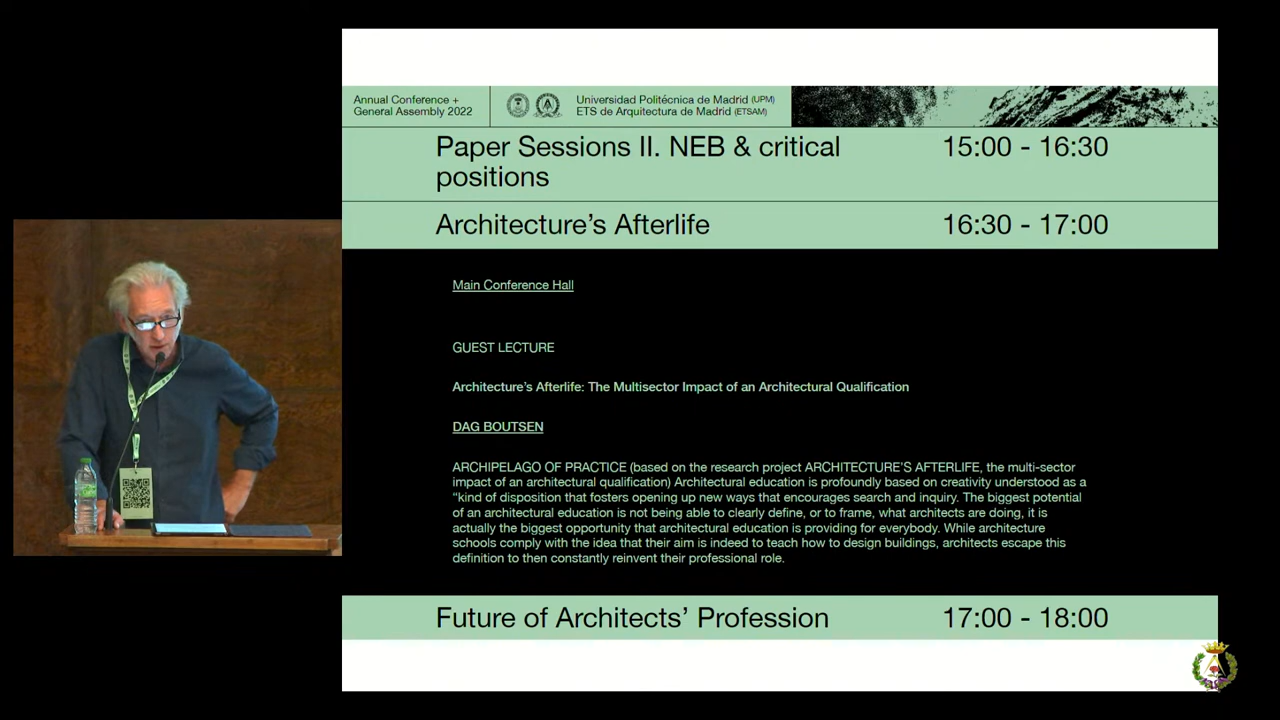 Annual Conference +
General Assembly 2022
Universidad Politécnica de Madrid (UPM)
ETS de Arquitectura de Madrid (ETSAM)
Paper Sessions II. NEB & critical
positions
15:00 - 16:30
Architecture’s Afterlife
16:30 - 17:00
Main Conference Hall
GUEST LECTURE
Architecture’s Afterlife: The Multisector Impact of an Architectural Qualification
DAG BOUTSEN
ARCHIPELAGO OF PRACTICE (based on the research project ARCHITECTURE’S AFTERLIFE, the multi-sector
impact of an architectural qualification) Architectural education is profoundly based on creativity understood as a
“kind of disposition that fosters opening up new ways that encourages search and inquiry. The biggest potential
of an architectural education is not being able to clearly define, or to frame, what architects are doing, it is
actually the biggest opportunity that architectural education is providing for everybody. While architecture
schools comply with the idea that their aim is indeed to teach how to design buildings, architects escape this
definition to then constantly reinvent their professional role.
Future of Architects’ Profession
17:00 - 18:00